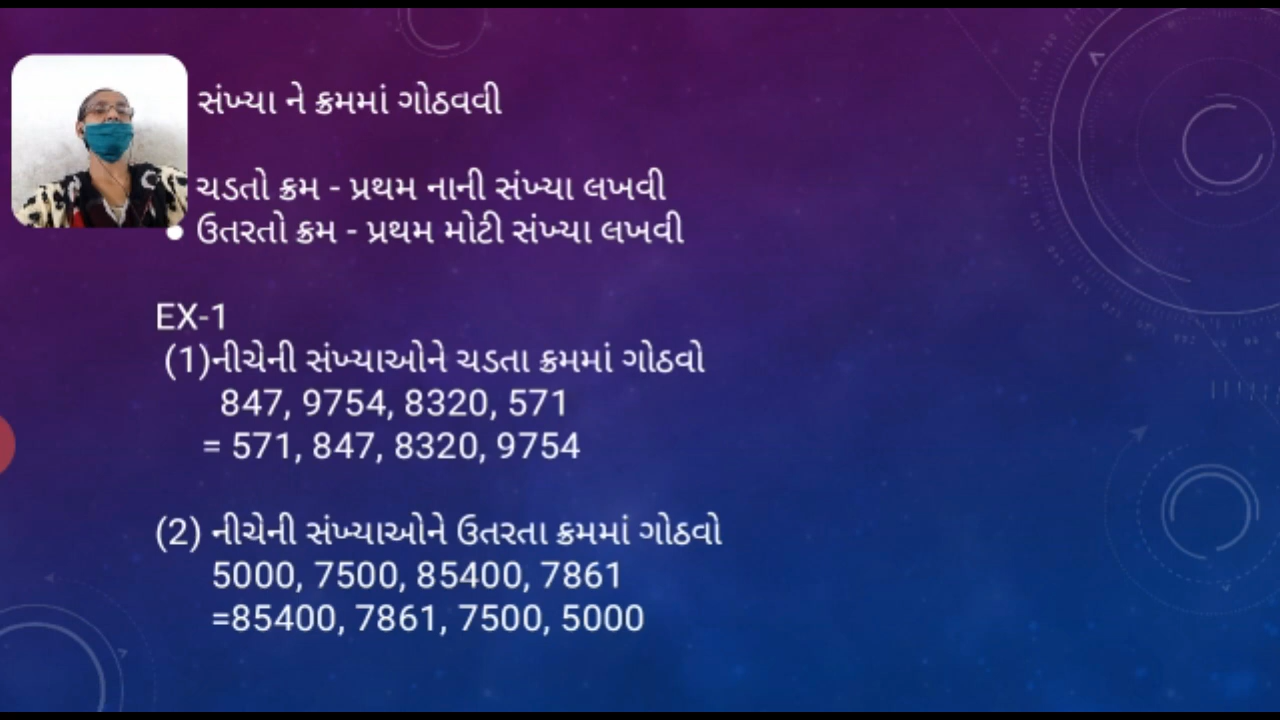 સંખ્યા ને ક્રમમાં ગોઠવવી
ચડતો ક્રમ - પ્રથમ નાની સંખ્યા લખવી
• ઉતરતો ક્રમ - પ્રથમ મોટી સંખ્યા લખવી
EX-1
(1)નીચેની સંખ્યાઓને ચડતા ક્રમમાં ગોઠવો
847, 9754, 8320, 571
= 571, 847, 8320, 9754
(2) નીચેની સંખ્યાઓને ઉતરતા ક્રમમાં ગોઠવો
5000, 7500, 85400, 7861
=85400, 7861, 7500, 5000